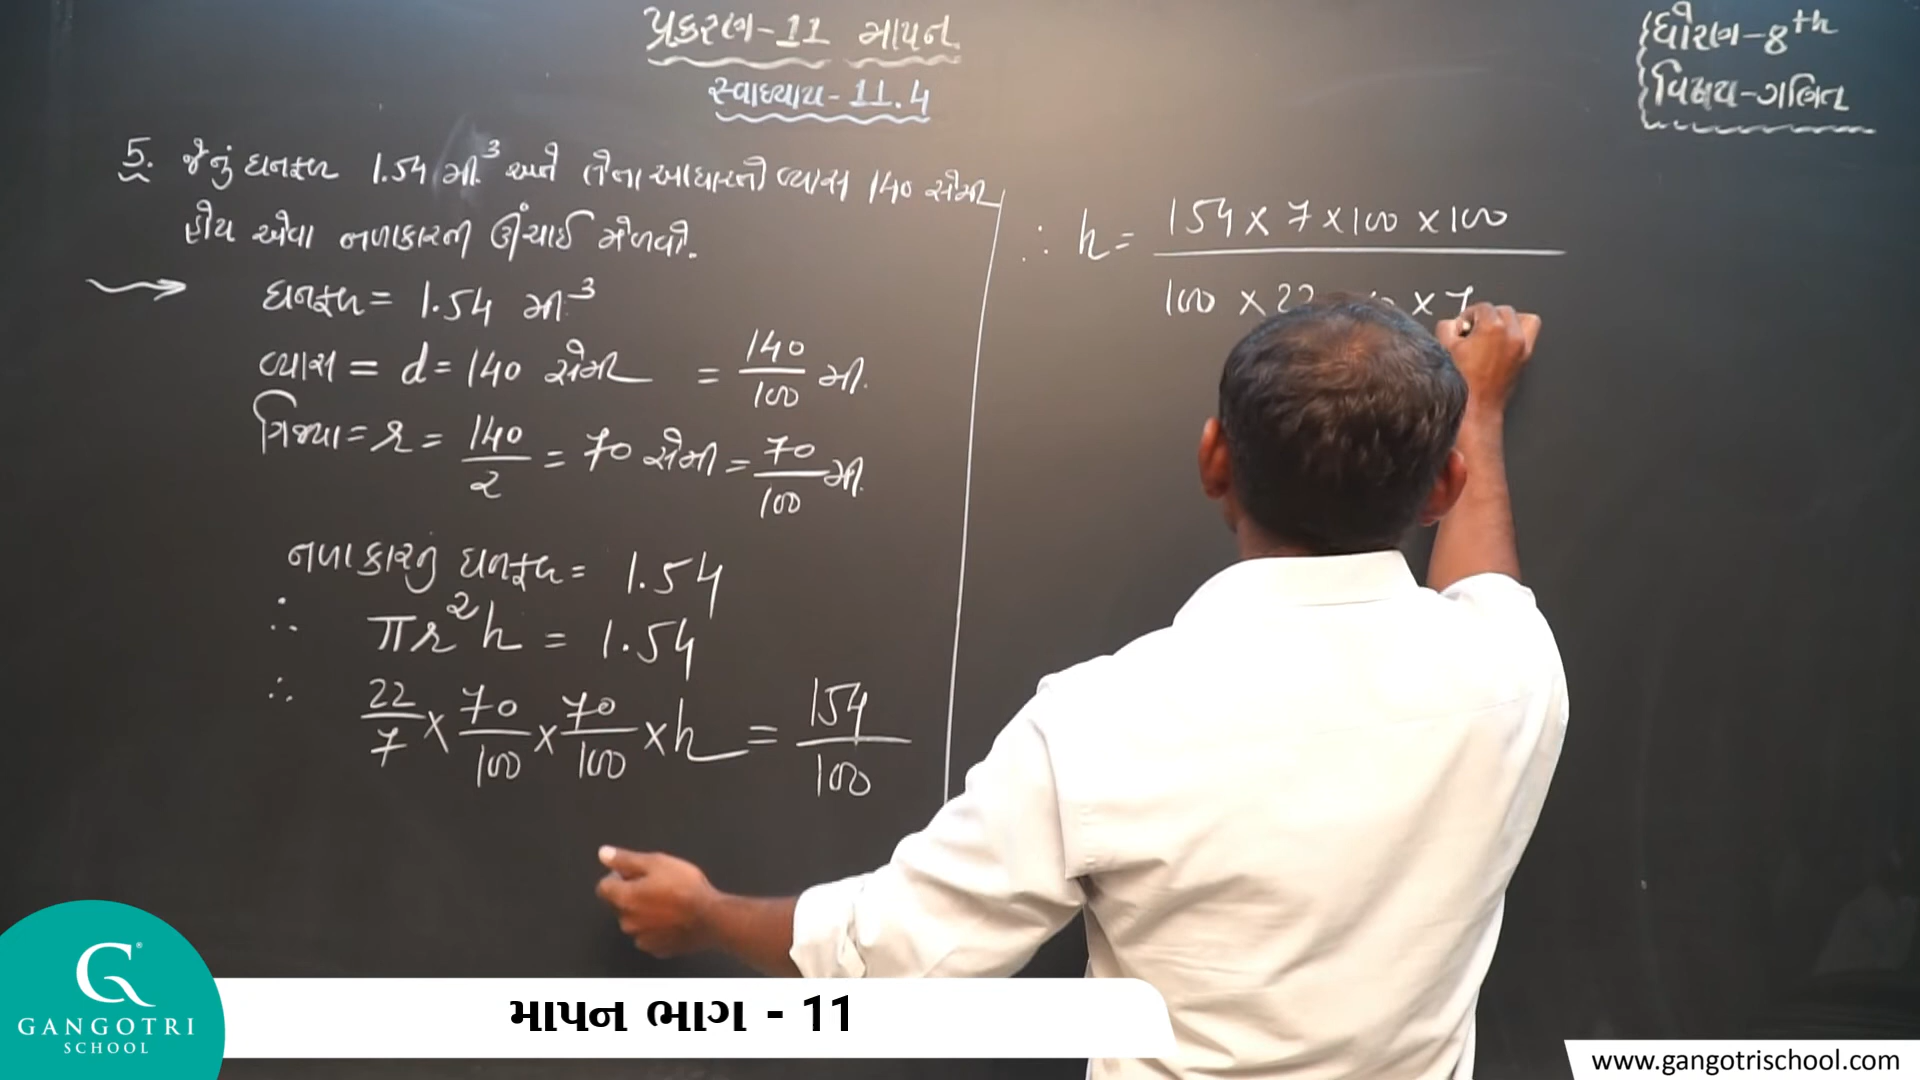 પ્રકરણ-11 માપન
સ્વાધ્યાય-11.4
ધોરણ-8th
વિષય-ગણિત
5. જેનું ઘનફળ 1.54 મી.³ અને તેના આધારનો વ્યાસ 140 સેમી
હોય એવા નળાકારની ઊંચાઈ મેળવો.
ઘનફળ = 1.54 મી³
વ્યાસ = d = 140 સેમી = 140/100 મી.
ત્રિજ્યા = r = 140/2 = 70 સેમી = 70/100 મી.
નળાકારનું ઘનફળ = 1.54
∴ πr²h = 1.54
∴ 22/7 × 70/100 × 70/100 × h = 154/100
∴ h = 154 × 7 × 100 × 100
100 × 22 × 7
માપન ભાગ - 11
GANGOTRI
SCHOOL
www.gangotrischool.com